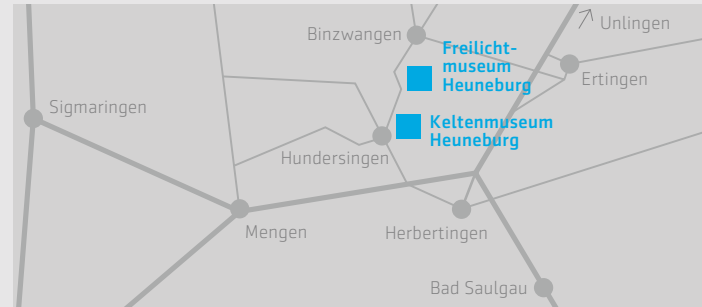 Unlingen
Binzwangen
Freilicht-
museum
Heuneburg
Ertingen
Sigmaringen
Keltenmuseum
Heuneburg
Hundersingen
Mengen
Herbertingen
Bad Saulgau